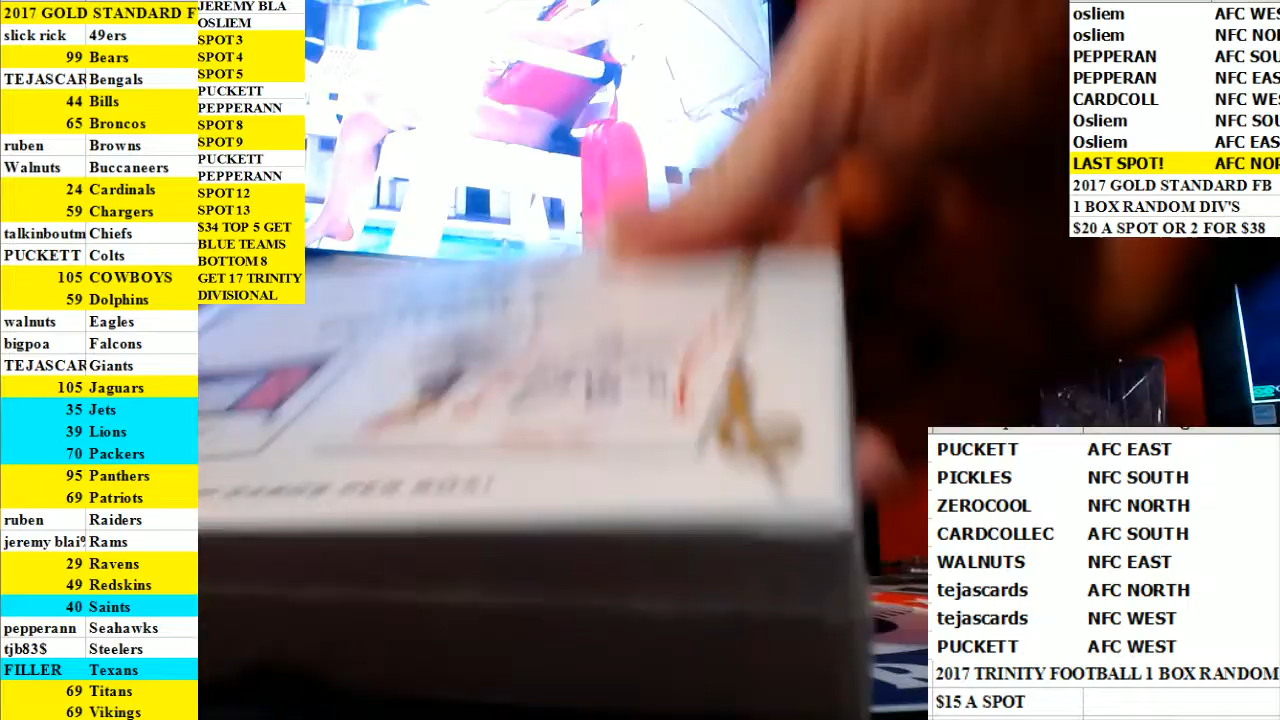 2017 GOLD STANDARD F
slick rick 49ers
99 Bears
TEJASCAR Bengals
44 Bills
65 Broncos
ruben Browns
Walnuts Buccaneers
24 Cardinals
59 Chargers
talkinboutm Chiefs
PUCKETT Colts
105 COWBOYS
59 Dolphins
walnuts Eagles
bigpoa Falcons
TEJASCAR Giants
105 Jaguars
35 Jets
39 Lions
70 Packers
95 Panthers
69 Patriots
ruben Raiders
jeremy blai Rams
29 Ravens
49 Redskins
40 Saints
pepperann Seahawks
tjb83$ Steelers
FILLER Texans
69 Titans
69 Vikings
JEREMY BLA
OSLIEM
SPOT 3
SPOT 4
SPOT 5
PUCKETT
PEPPERANN
SPOT 8
SPOT 9
PUCKETT
PEPPERANN
SPOT 12
SPOT 13
$34 TOP 5 GET
BLUE TEAMS
BOTTOM 8
GET 17 TRINITY
DIVISIONAL
osliem AFC WES
osliem NFC NO
PEPPERAN AFC SOU
PEPPERAN NFC EAS
CARDCOLL NFC WES
Osliem NFC SOU
Osliem AFC EAS
LAST SPOT! AFC NOR
2017 GOLD STANDARD FB
1 BOX RANDOM DIV'S
$20 A SPOT OR 2 FOR $38
PUCKETT AFC EAST
PICKLES NFC SOUTH
ZEROCOOL NFC NORTH
CARDCOLLEC AFC SOUTH
WALNUTS NFC EAST
tejascards AFC NORTH
tejascards NFC WEST
PUCKETT AFC WEST
2017 TRINITY FOOTBALL 1 BOX RANDOM
$15 A SPOT